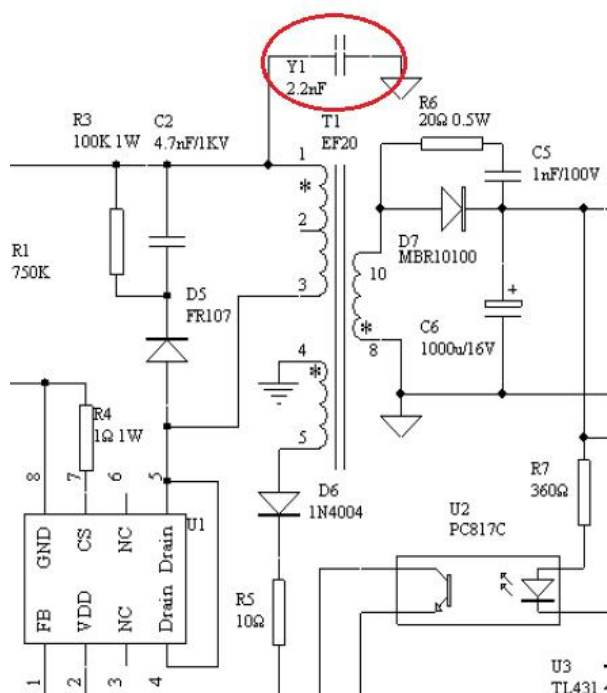 Y1
2.2nF
R3
100K 1W
C2
4.7nF/1KV
T1
EF20
R6
20Ω 0.5W
C5
1nF/100V
1
*
2
3
R1
750K
D5
FR107
D7
MBR10100
10
*
8
+
C6
1000u/16V
4
*
5
R4
1Ω 1W
8
7
6
5
GND
CS
NC
Drain
U1
FB
VDD
NC
Drain
1
2
3
4
D6
1N4004
R5
10Ω
U2
PC817C
R7
360Ω
U3
TL431